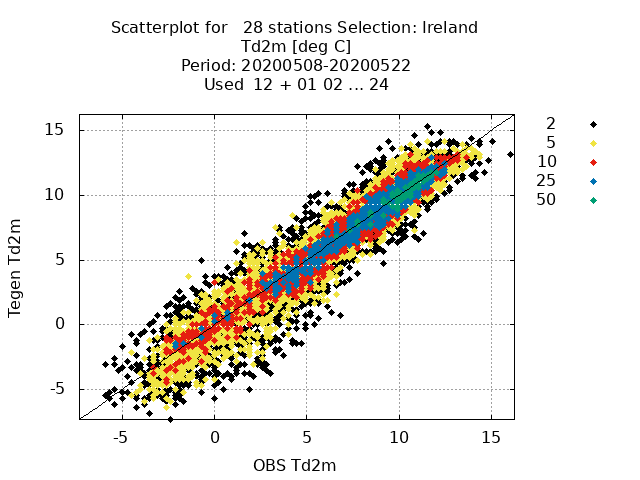 Scatterplot for   28 stations Selection: Ireland
Td2m [deg C]
Period: 20200508-20200522
Used  12 + 01 02 ... 24
15
10
5
0
-5
-5
0
5
10
15
Tegen Td2m
OBS Td2m
2
5
10
25
50